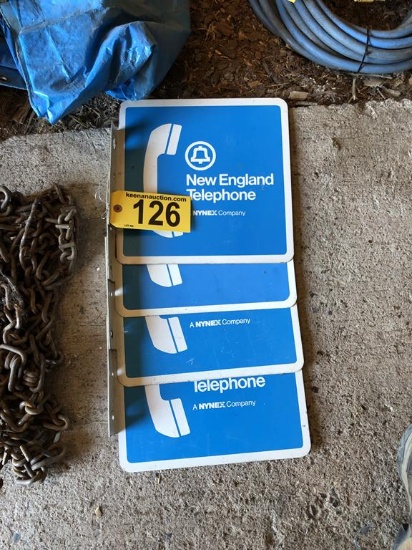 New England
Telephone
A NYNEX Company
keenanauction.com
126
A NYNEX Company
Telephone
A NYNEX Company